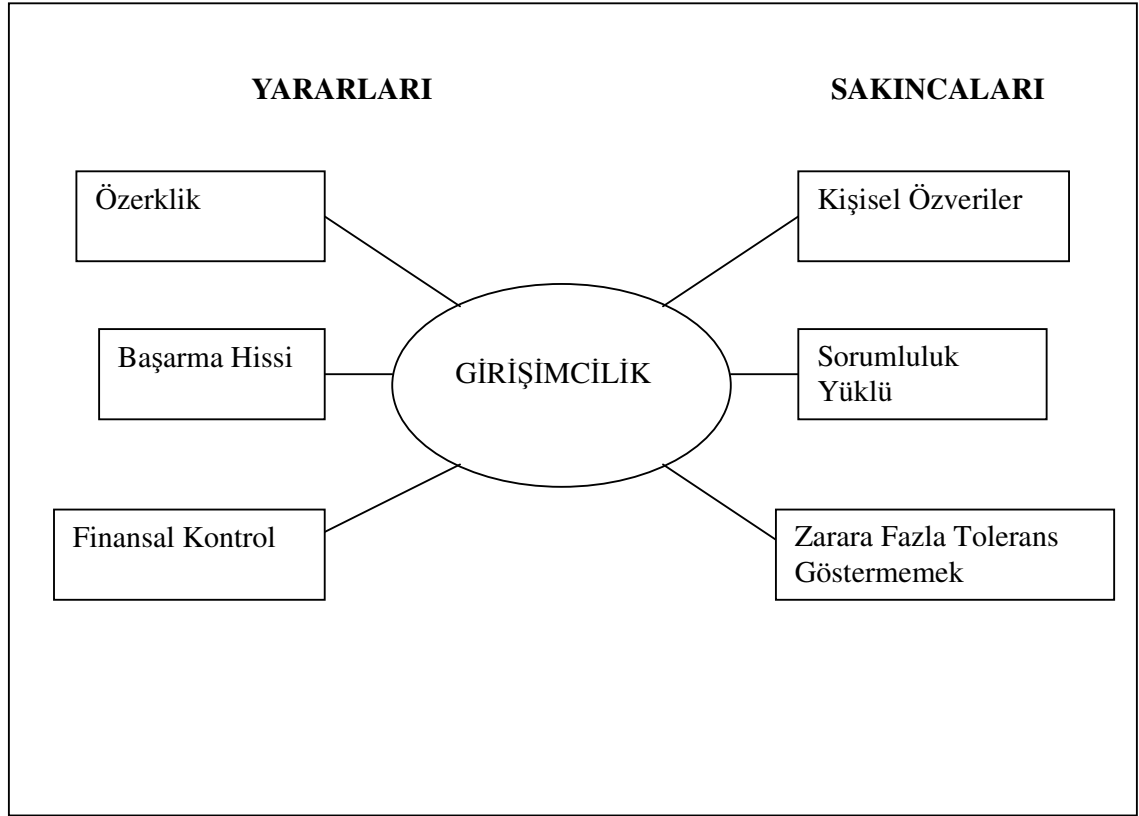 YARARLARI
SAKINCALARI
Özerklik
Kişisel Özveriler
Başarma Hissi
GİRİŞİMCİLİK
Sorumluluk
Yüklü
Finansal Kontrol
Zarara Fazla Tolerans
Göstermemek